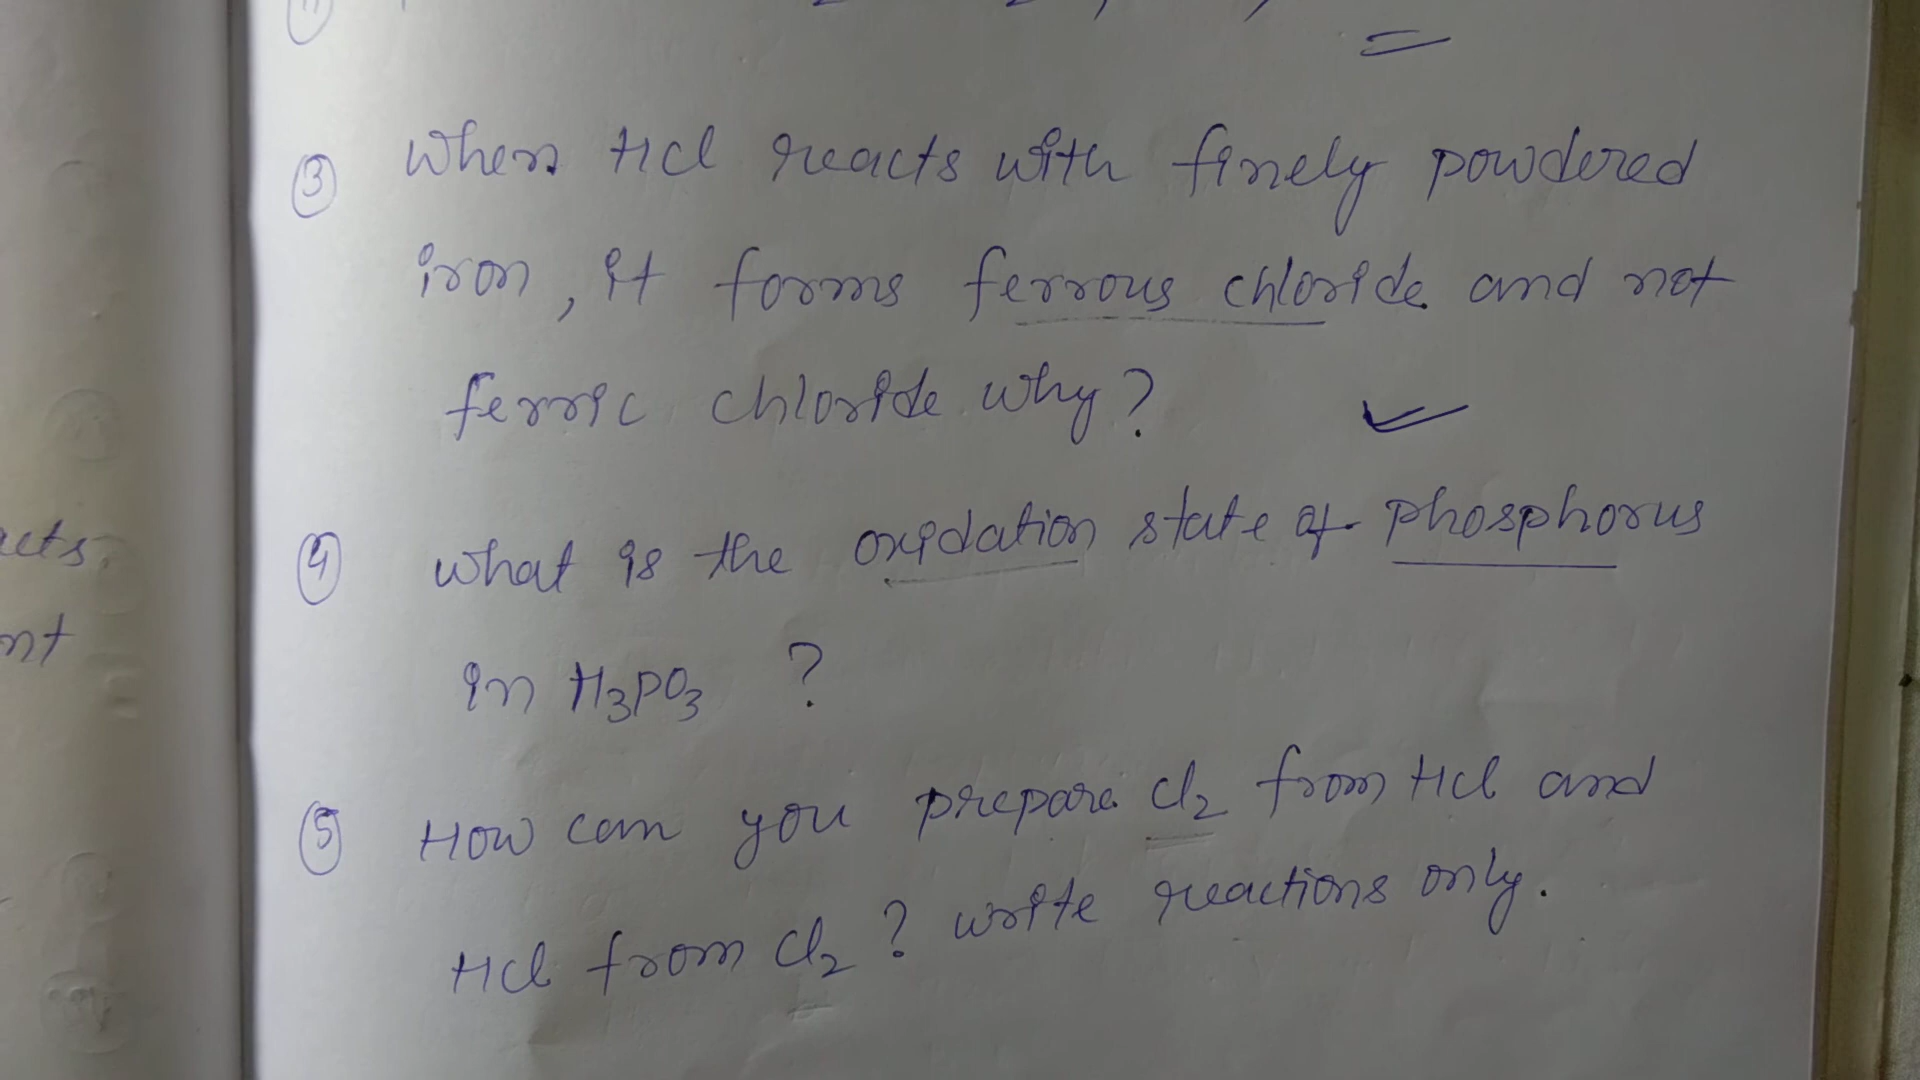 ③ When HCl reacts with finely powdered
iron, it forms ferrous chloride and not
ferric chloride why?
④ what is the oxidation state of phosphorus
in H₃PO₃ ?
⑤ How can you prepare Cl₂ from HCl and
HCl from Cl₂? write reactions only.
nt